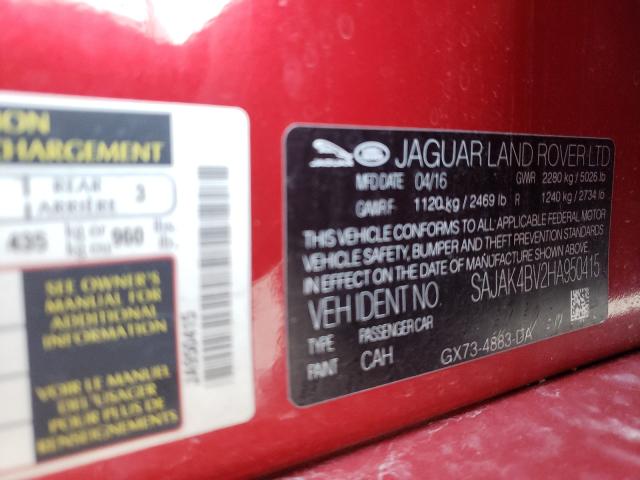 ION
CHARGEMENT
REAR
ARRIÈRE 3
435 kg or kg ou 960 lbs. lb.
SEE OWNER'S
MANUAL FOR
ADDITIONAL
INFORMATION
VOIR LE MANUEL
DE L'USAGER
POUR PLUS DE
RENSEIGNEMENTS
JAGUAR LAND ROVER LTD
MFD DATE 04/16 GWR 2280 kg / 5026 lb
GAWR F 1120 kg / 2469 lb R 1240 kg / 2734 lb
THIS VEHICLE CONFORMS TO ALL APPLICABLE FEDERAL MOTOR
VEHICLE SAFETY, BUMPER AND THEFT PREVENTION STANDARDS
IN EFFECT ON THE DATE OF MANUFACTURE SHOWN ABOVE.
VEH IDENT NO. SAJAK4BV2HA950415
TYPE PASSENGER CAR
PAINT CAH GX73-4883-DA